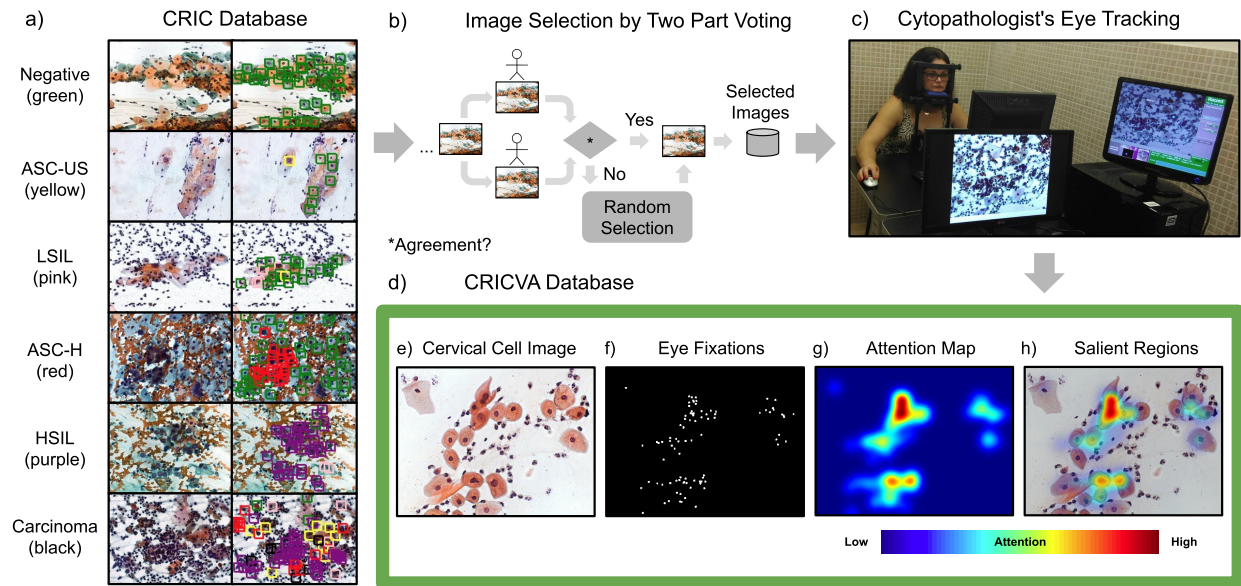 a)
CRIC Database
Negative
(green)
ASC-US
(yellow)
LSIL
(pink)
ASC-H
(red)
HSIL
(purple)
Carcinoma
(black)
b)
Image Selection by Two Part Voting
...
*
Yes
No
Random
Selection
Selected
Images
*Agreement?
c)
Cytopathologist's Eye Tracking
d)
CRICVA Database
e) Cervical Cell Image
f) Eye Fixations
g) Attention Map
h) Salient Regions
Low
Attention
High